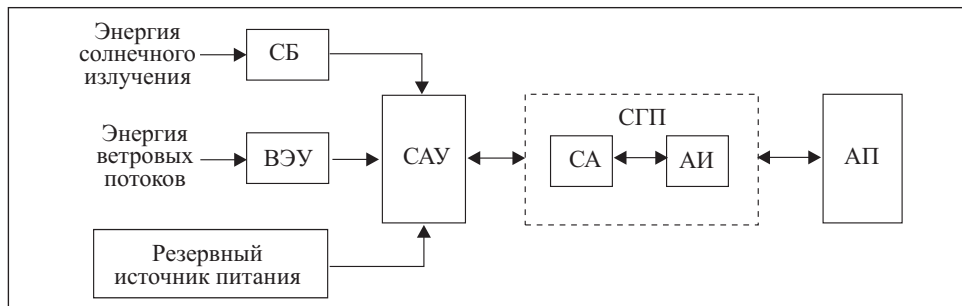 Энергия
солнечного
излучения
СБ
Энергия
ветровых
потоков
ВЭУ
Резервный
источник питания
САУ
СГП
СА
АИ
АП